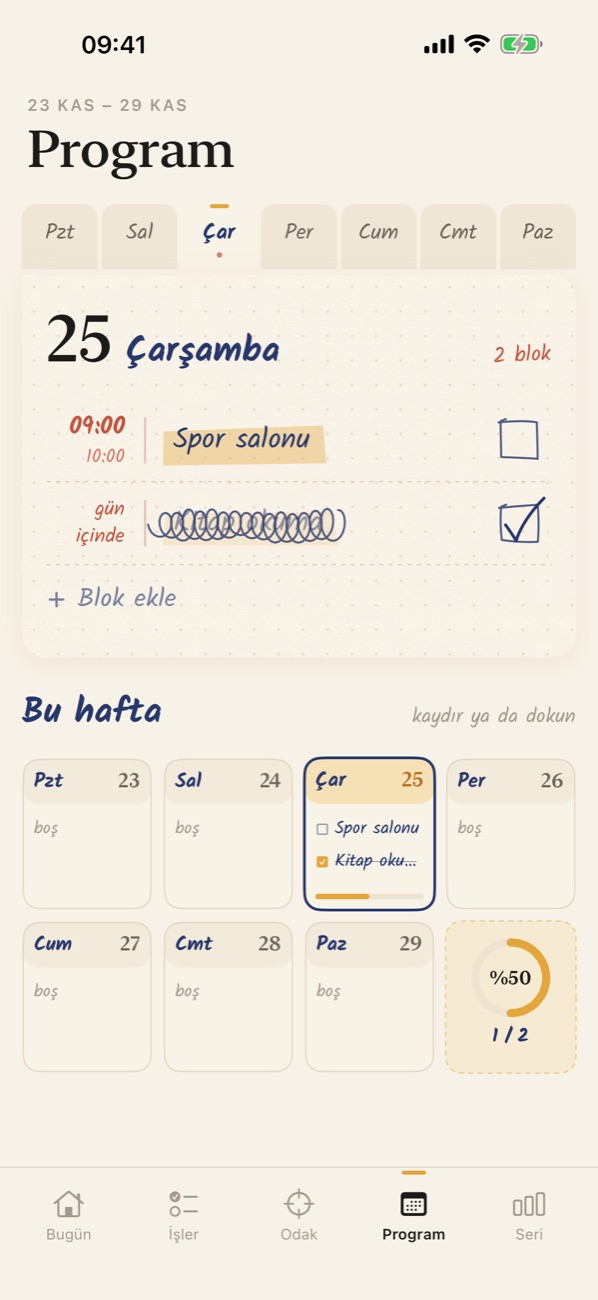 09:41
23 KAS – 29 KAS
Program
Pzt Sal Çar Per Cum Cmt Paz
25 Çarşamba 2 blok
09:00 Spor salonu
10:00
gün içinde Kitap okuma
+ Blok ekle
Bu hafta kaydır ya da dokun
Pzt 23 Sal 24 Çar 25 Per 26
boş boş Spor salonu boş
Kitap oku...
Cum 27 Cmt 28 Paz 29
boş boş boş %50
1 / 2
Bugün İşler Odak Program Seri